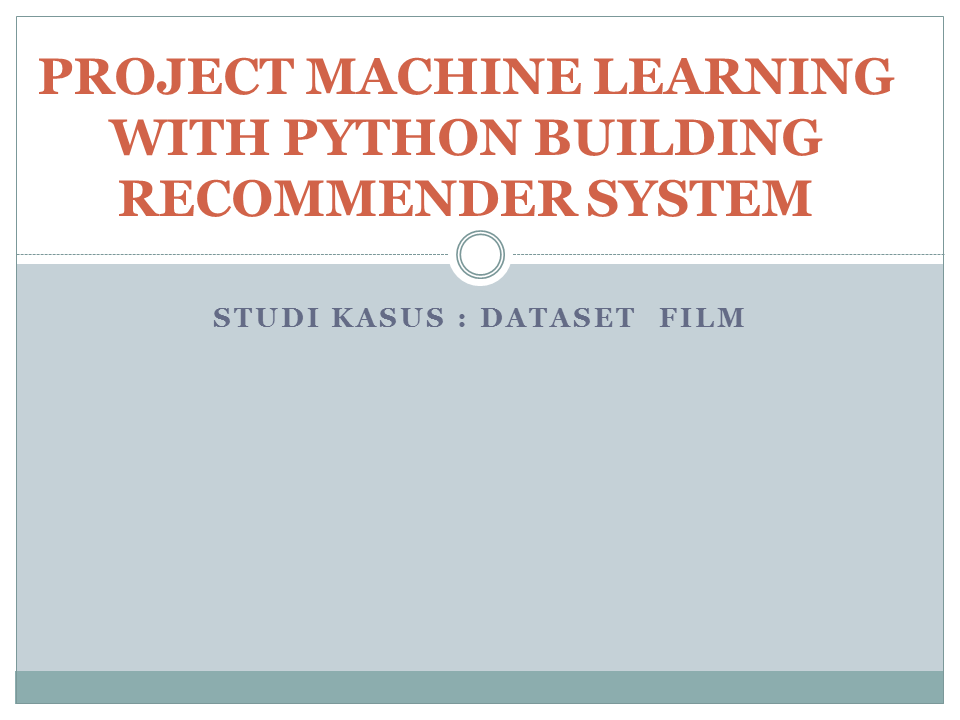 PROJECT MACHINE LEARNING
WITH PYTHON BUILDING
RECOMMENDER SYSTEM
STUDI KASUS : DATASET FILM